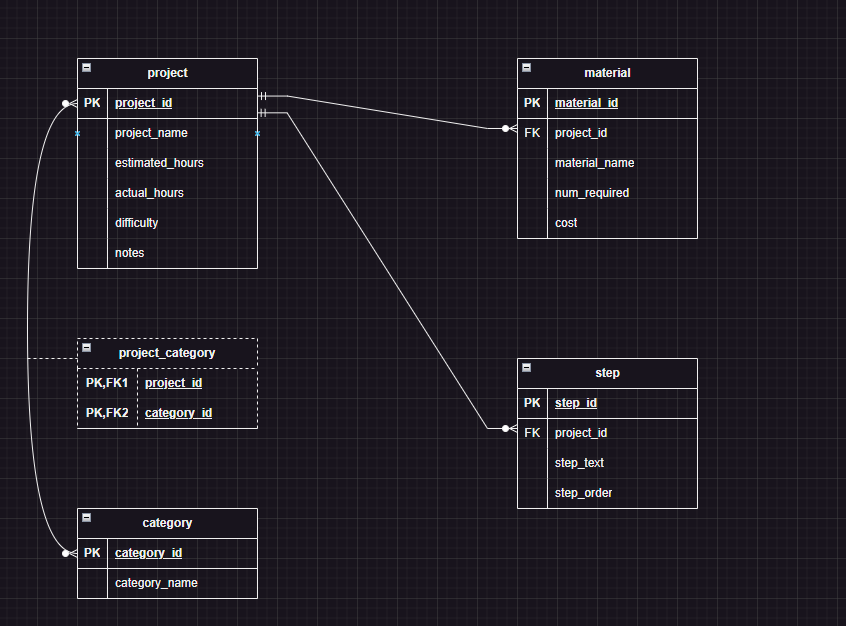 project
PK project_id
project_name
estimated_hours
actual_hours
difficulty
notes
material
PK material_id
FK project_id
material_name
num_required
cost
project_category
PK,FK1 project_id
PK,FK2 category_id
step
PK step_id
FK project_id
step_text
step_order
category
PK category_id
category_name